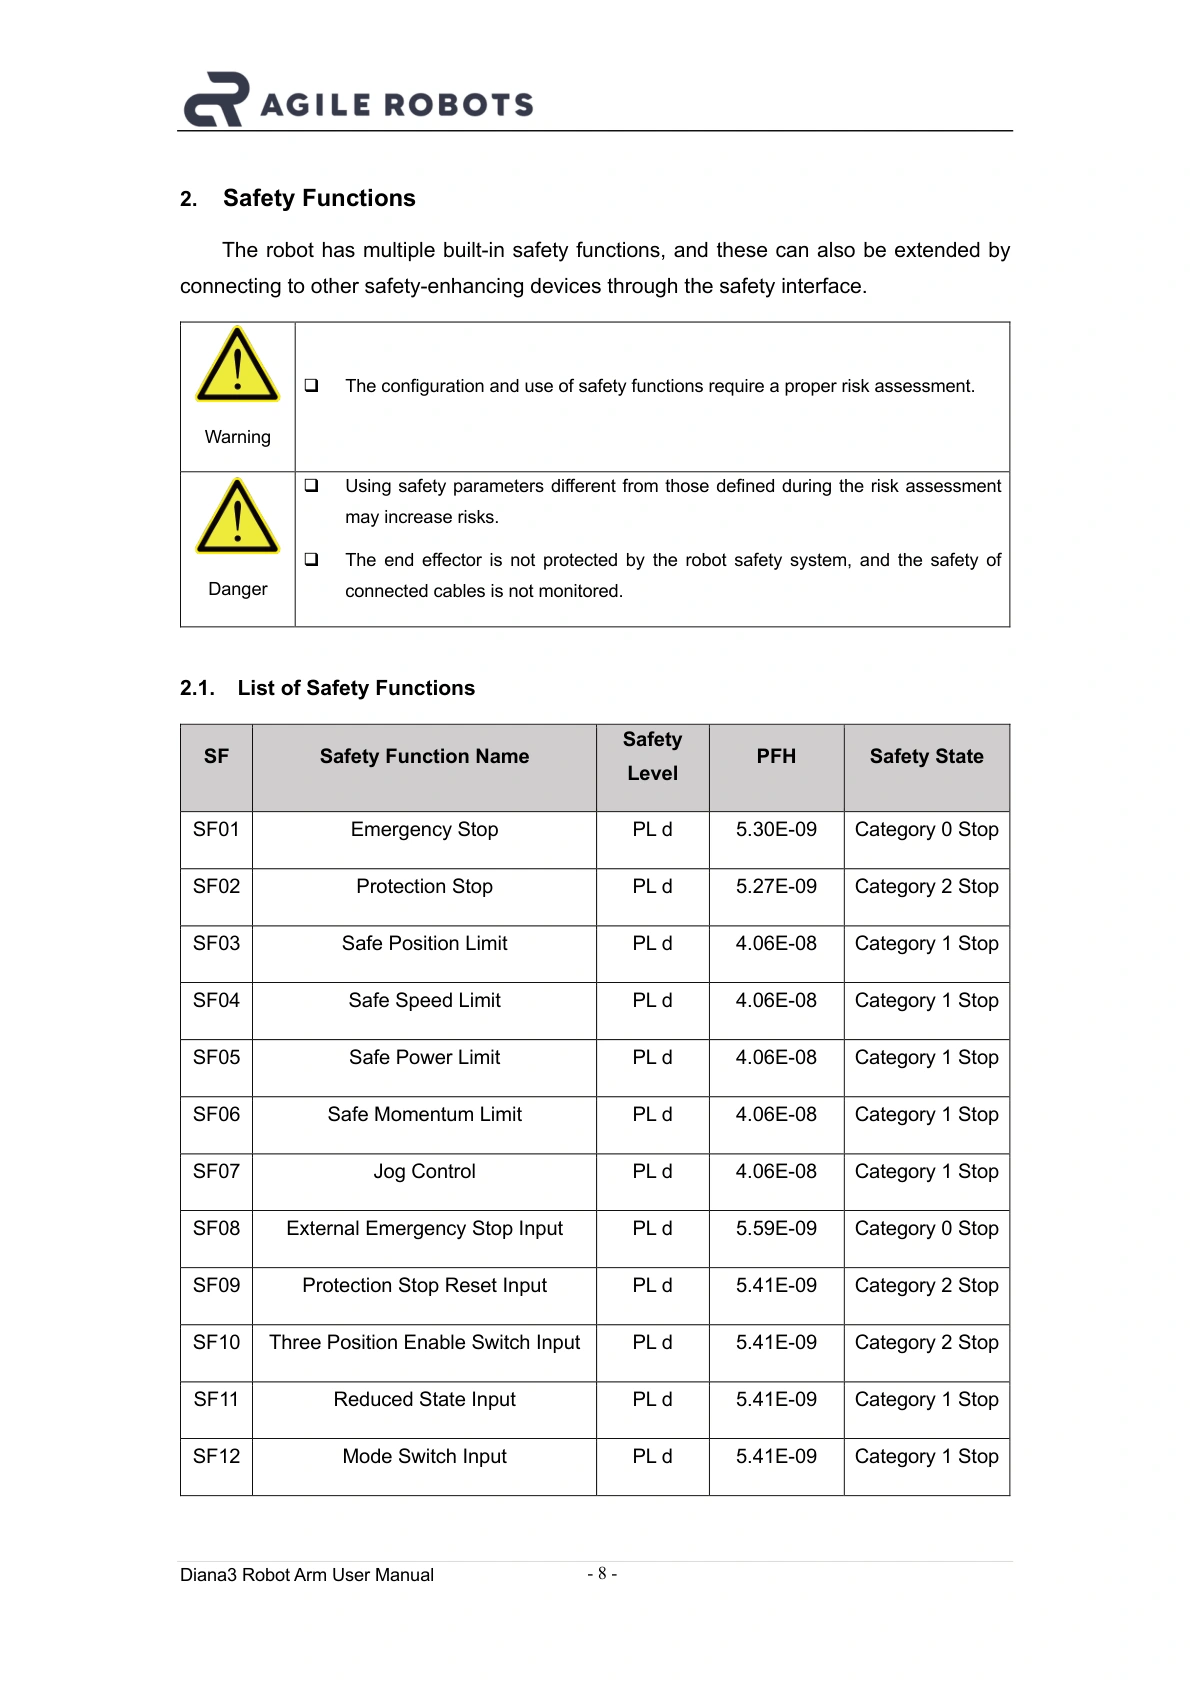 AGILE ROBOTS
2. Safety Functions
The robot has multiple built-in safety functions, and these can also be extended by
connecting to other safety-enhancing devices through the safety interface.
Warning
❑ The configuration and use of safety functions require a proper risk assessment.
Danger
❑ Using safety parameters different from those defined during the risk assessment
may increase risks.
❑ The end effector is not protected by the robot safety system, and the safety of
connected cables is not monitored.
2.1. List of Safety Functions
SF Safety Function Name Safety Level PFH Safety State
SF01 Emergency Stop PL d 5.30E-09 Category 0 Stop
SF02 Protection Stop PL d 5.27E-09 Category 2 Stop
SF03 Safe Position Limit PL d 4.06E-08 Category 1 Stop
SF04 Safe Speed Limit PL d 4.06E-08 Category 1 Stop
SF05 Safe Power Limit PL d 4.06E-08 Category 1 Stop
SF06 Safe Momentum Limit PL d 4.06E-08 Category 1 Stop
SF07 Jog Control PL d 4.06E-08 Category 1 Stop
SF08 External Emergency Stop Input PL d 5.59E-09 Category 0 Stop
SF09 Protection Stop Reset Input PL d 5.41E-09 Category 2 Stop
SF10 Three Position Enable Switch Input PL d 5.41E-09 Category 2 Stop
SF11 Reduced State Input PL d 5.41E-09 Category 1 Stop
SF12 Mode Switch Input PL d 5.41E-09 Category 1 Stop
Diana3 Robot Arm User Manual - 8 -